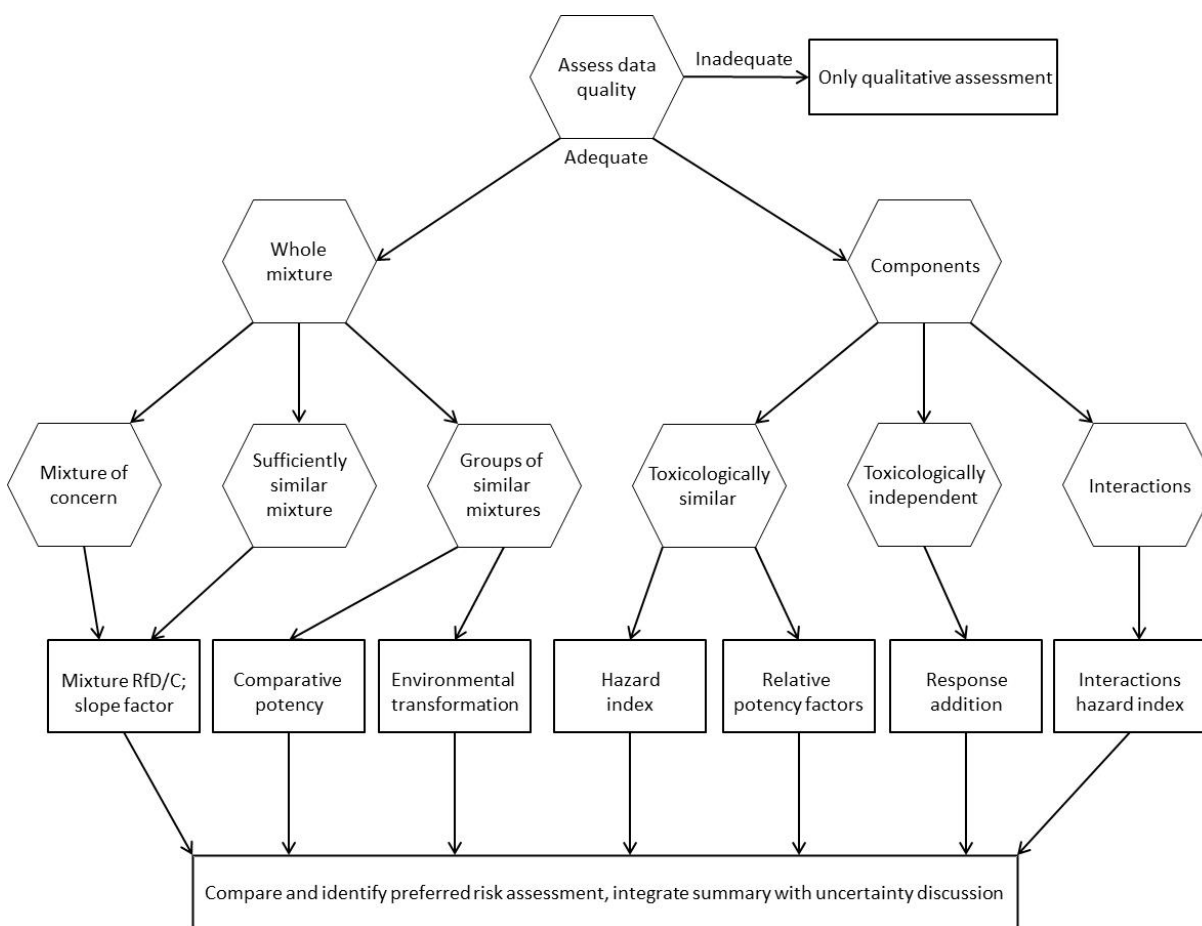 Assess data
quality
Inadequate
Only qualitative assessment
Adequate
Whole
mixture
Components
Mixture of
concern
Sufficiently
similar
mixture
Groups of
similar
mixtures
Toxicologically
similar
Toxicologically
independent
Interactions
Mixture RfD/C;
slope factor
Comparative
potency
Environmental
transformation
Hazard
index
Relative
potency factors
Response
addition
Interactions
hazard index
Compare and identify preferred risk assessment, integrate summary with uncertainty discussion